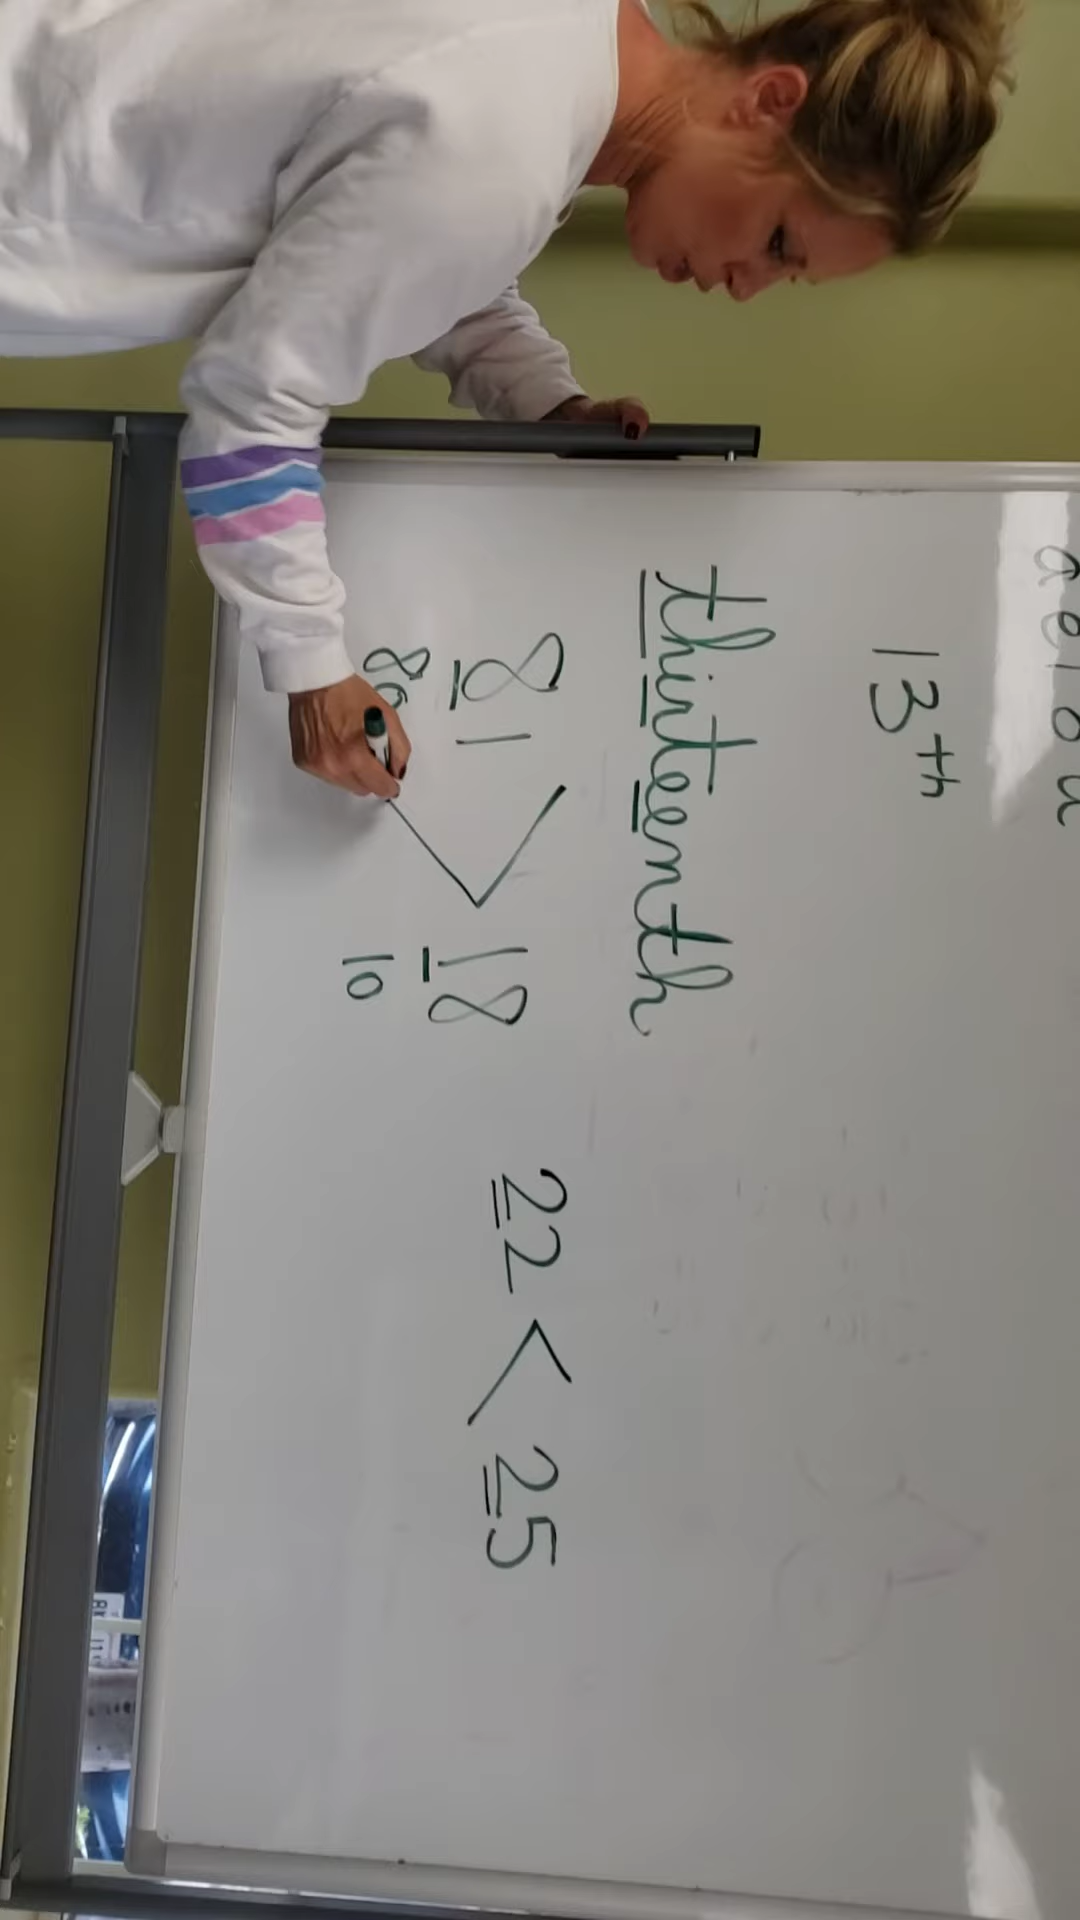 a e i o u
13th
thirteenth
81 > 18 22 < 25
80 10